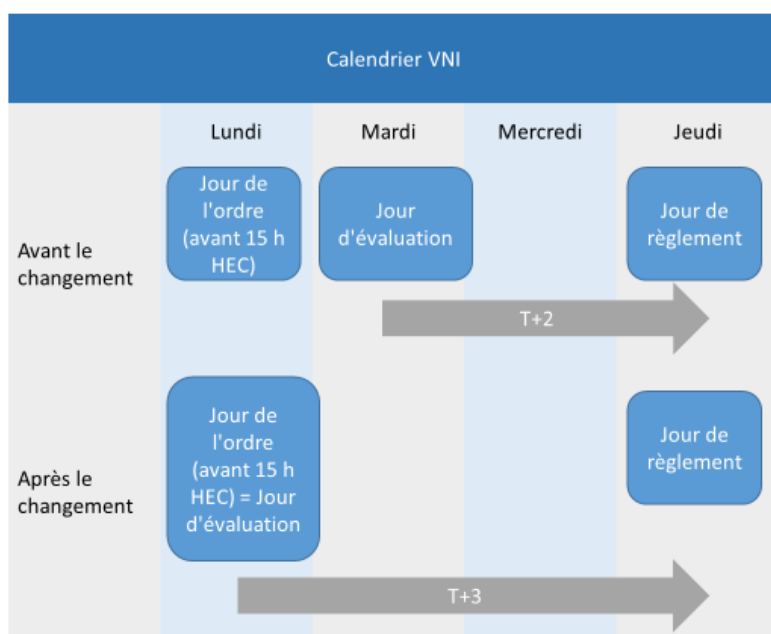 Calendrier VNI
Lundi
Mardi
Mercredi
Jeudi
Avant le
changement
Jour de
l'ordre
(avant 15 h
HEC)
Jour
d'évaluation
Jour de
règlement
T+2
Après le
changement
Jour de
l'ordre
(avant 15 h
HEC) = Jour
d'évaluation
Jour de
règlement
T+3